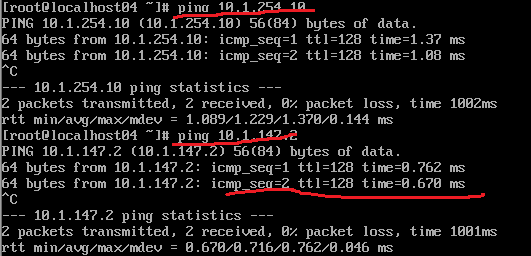 [root@localhost04 ~]# ping 10.1.254.10
PING 10.1.254.10 (10.1.254.10) 56(84) bytes of data.
64 bytes from 10.1.254.10: icmp_seq=1 ttl=128 time=1.37 ms
64 bytes from 10.1.254.10: icmp_seq=2 ttl=128 time=1.08 ms
^C
--- 10.1.254.10 ping statistics ---
2 packets transmitted, 2 received, 0% packet loss, time 1002ms
rtt min/avg/max/mdev = 1.089/1.229/1.370/0.144 ms
[root@localhost04 ~]# ping 10.1.147.2
PING 10.1.147.2 (10.1.147.2) 56(84) bytes of data.
64 bytes from 10.1.147.2: icmp_seq=1 ttl=128 time=0.762 ms
64 bytes from 10.1.147.2: icmp_seq=2 ttl=128 time=0.670 ms
^C
--- 10.1.147.2 ping statistics ---
2 packets transmitted, 2 received, 0% packet loss, time 1001ms
rtt min/avg/max/mdev = 0.670/0.716/0.762/0.046 ms